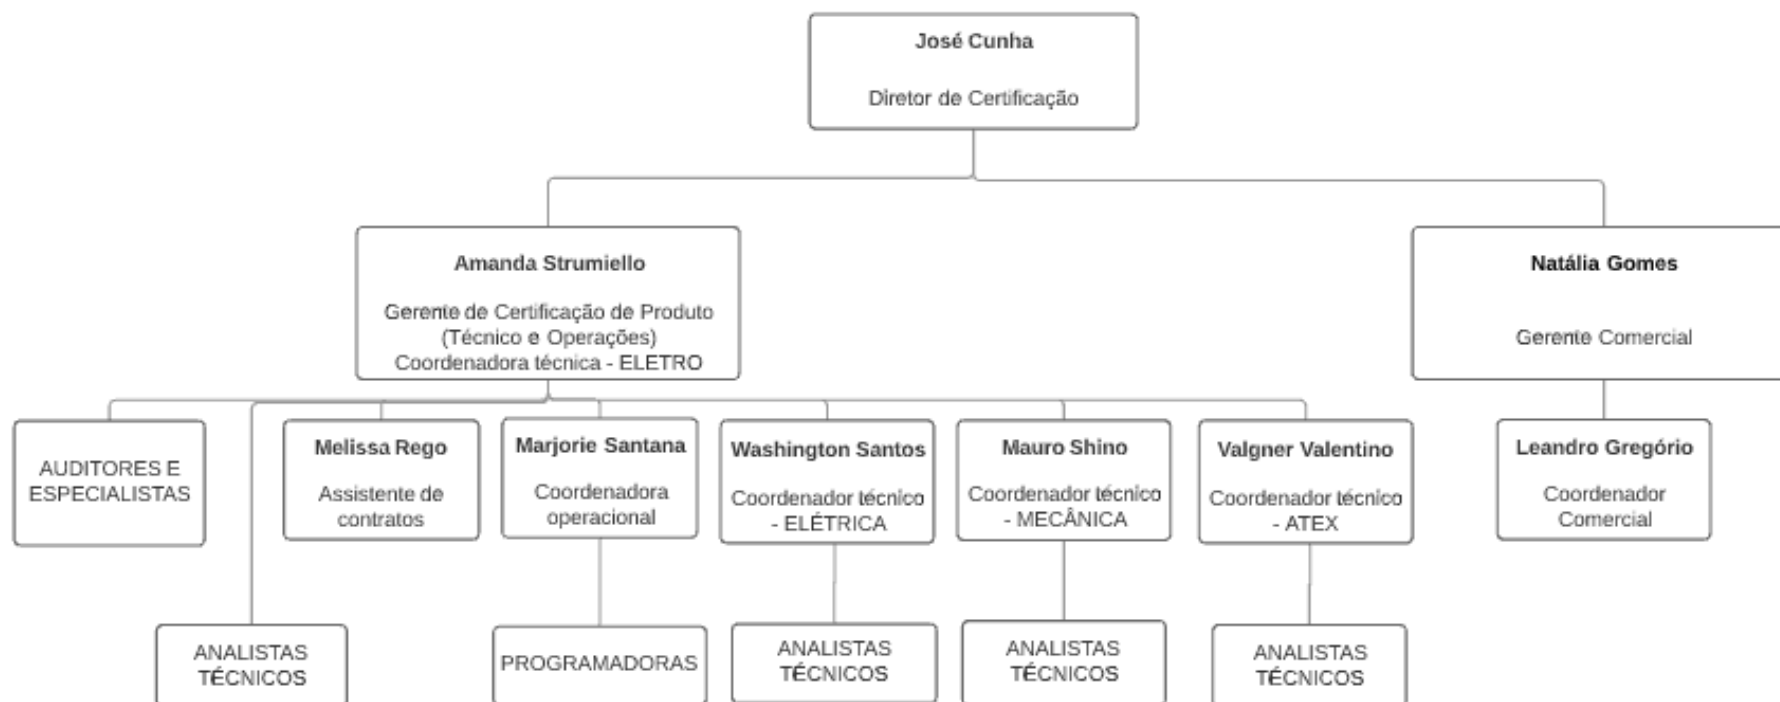 José Cunha
Diretor de Certificação
Amanda Strumiello
Gerente de Certificação de Produto
(Técnico e Operações)
Coordenadora técnica - ELETRO
Natália Gomes
Gerente Comercial
AUDITORES E
ESPECIALISTAS
Melissa Rego
Assistente de
contratos
Marjorie Santana
Coordenadora
operacional
Washington Santos
Coordenador técnico
- ELÉTRICA
Mauro Shino
Coordenador técnico
- MECÂNICA
Valgner Valentino
Coordenador técnico
- ATEX
Leandro Gregório
Coordenador
Comercial
ANALISTAS
TÉCNICOS
PROGRAMADORAS
ANALISTAS
TÉCNICOS
ANALISTAS
TÉCNICOS
ANALISTAS
TÉCNICOS